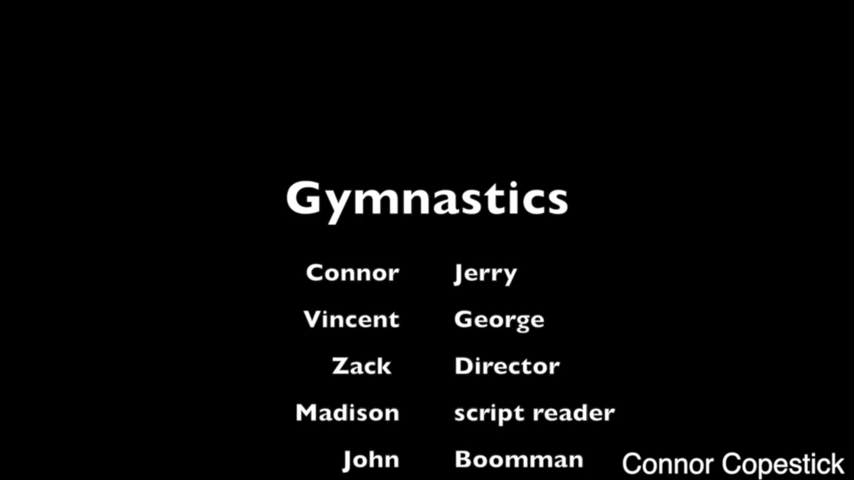 Gymnastics
Connor Jerry
Vincent George
Zack Director
Madison script reader
John Boomman
Connor Copestick